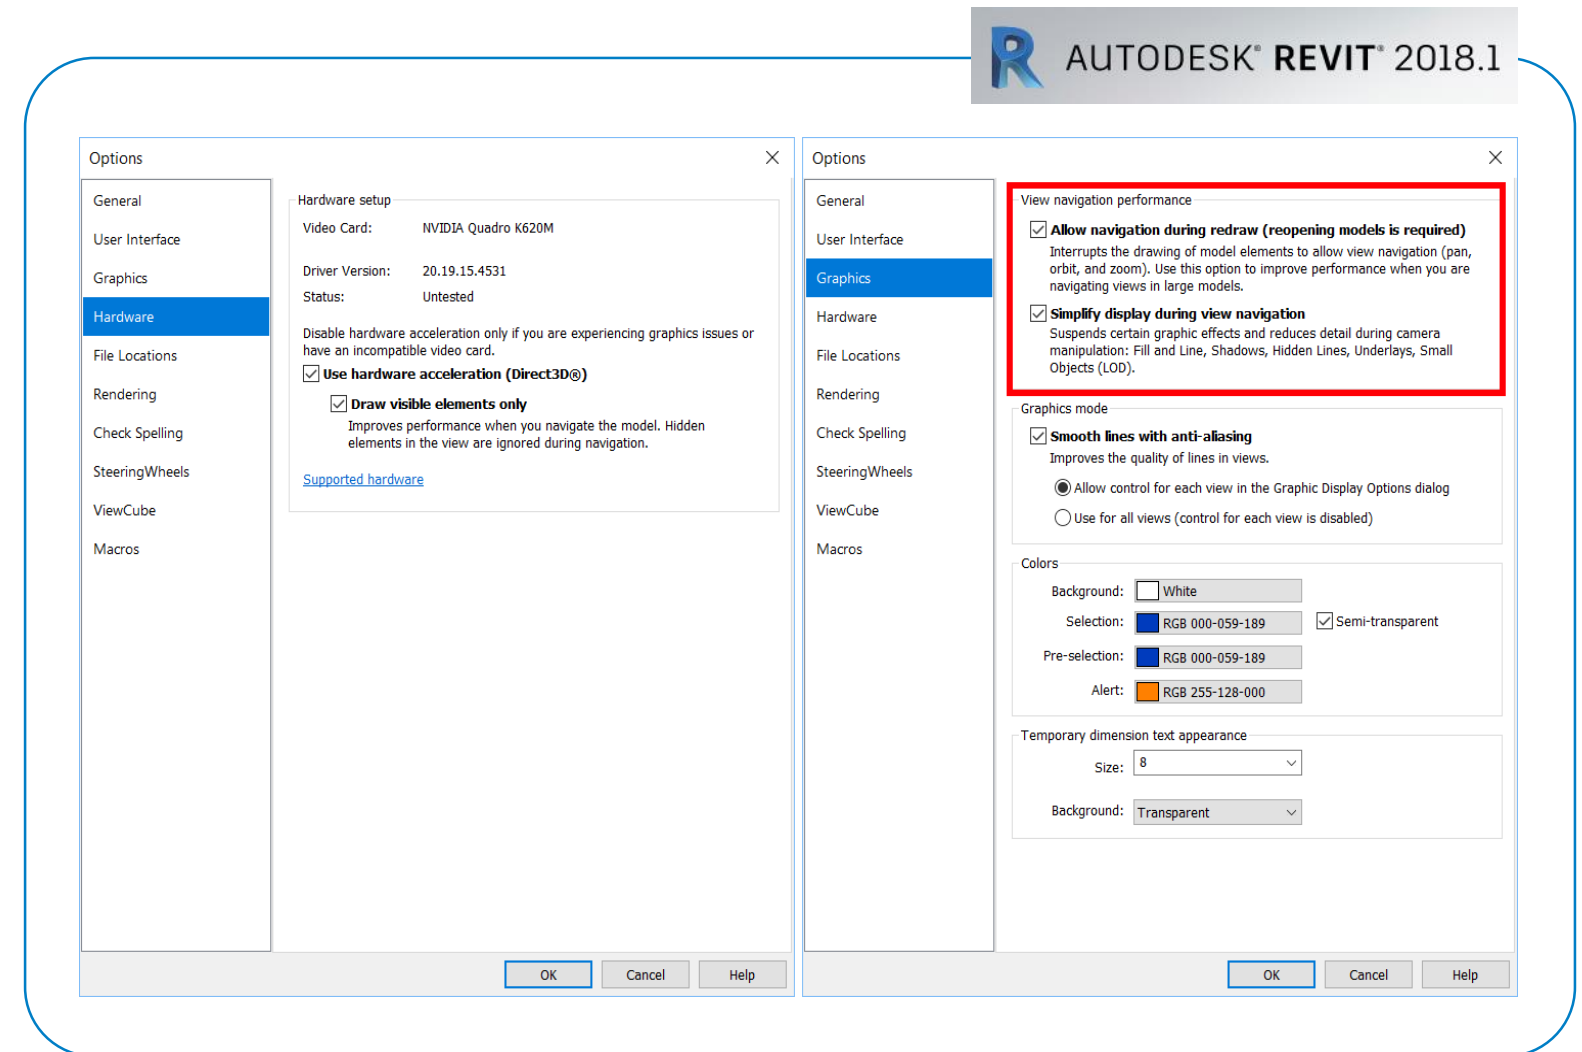 AUTODESK® REVIT® 2018.1
Options
General
User Interface
Graphics
Hardware
File Locations
Rendering
Check Spelling
SteeringWheels
ViewCube
Macros
Hardware setup
Video Card: NVIDIA Quadro K620M
Driver Version: 20.19.15.4531
Status: Untested
Disable hardware acceleration only if you are experiencing graphics issues or
have an incompatible video card.
Use hardware acceleration (Direct3D®)
Draw visible elements only
Improves performance when you navigate the model. Hidden
elements in the view are ignored during navigation.
Supported hardware
OK Cancel Help
Options
General
User Interface
Graphics
Hardware
File Locations
Rendering
Check Spelling
SteeringWheels
ViewCube
Macros
View navigation performance
Allow navigation during redraw (reopening models is required)
Interrupts the drawing of model elements to allow view navigation (pan,
orbit, and zoom). Use this option to improve performance when you are
navigating views in large models.
Simplify display during view navigation
Suspends certain graphic effects and reduces detail during camera
manipulation: Fill and Line, Shadows, Hidden Lines, Underlays, Small
Objects (LOD).
Graphics mode
Smooth lines with anti-aliasing
Improves the quality of lines in views.
Allow control for each view in the Graphic Display Options dialog
Use for all views (control for each view is disabled)
Colors
Background: White
Selection: RGB 000-059-189 Semi-transparent
Pre-selection: RGB 000-059-189
Alert: RGB 255-128-000
Temporary dimension text appearance
Size: 8
Background: Transparent
OK Cancel Help